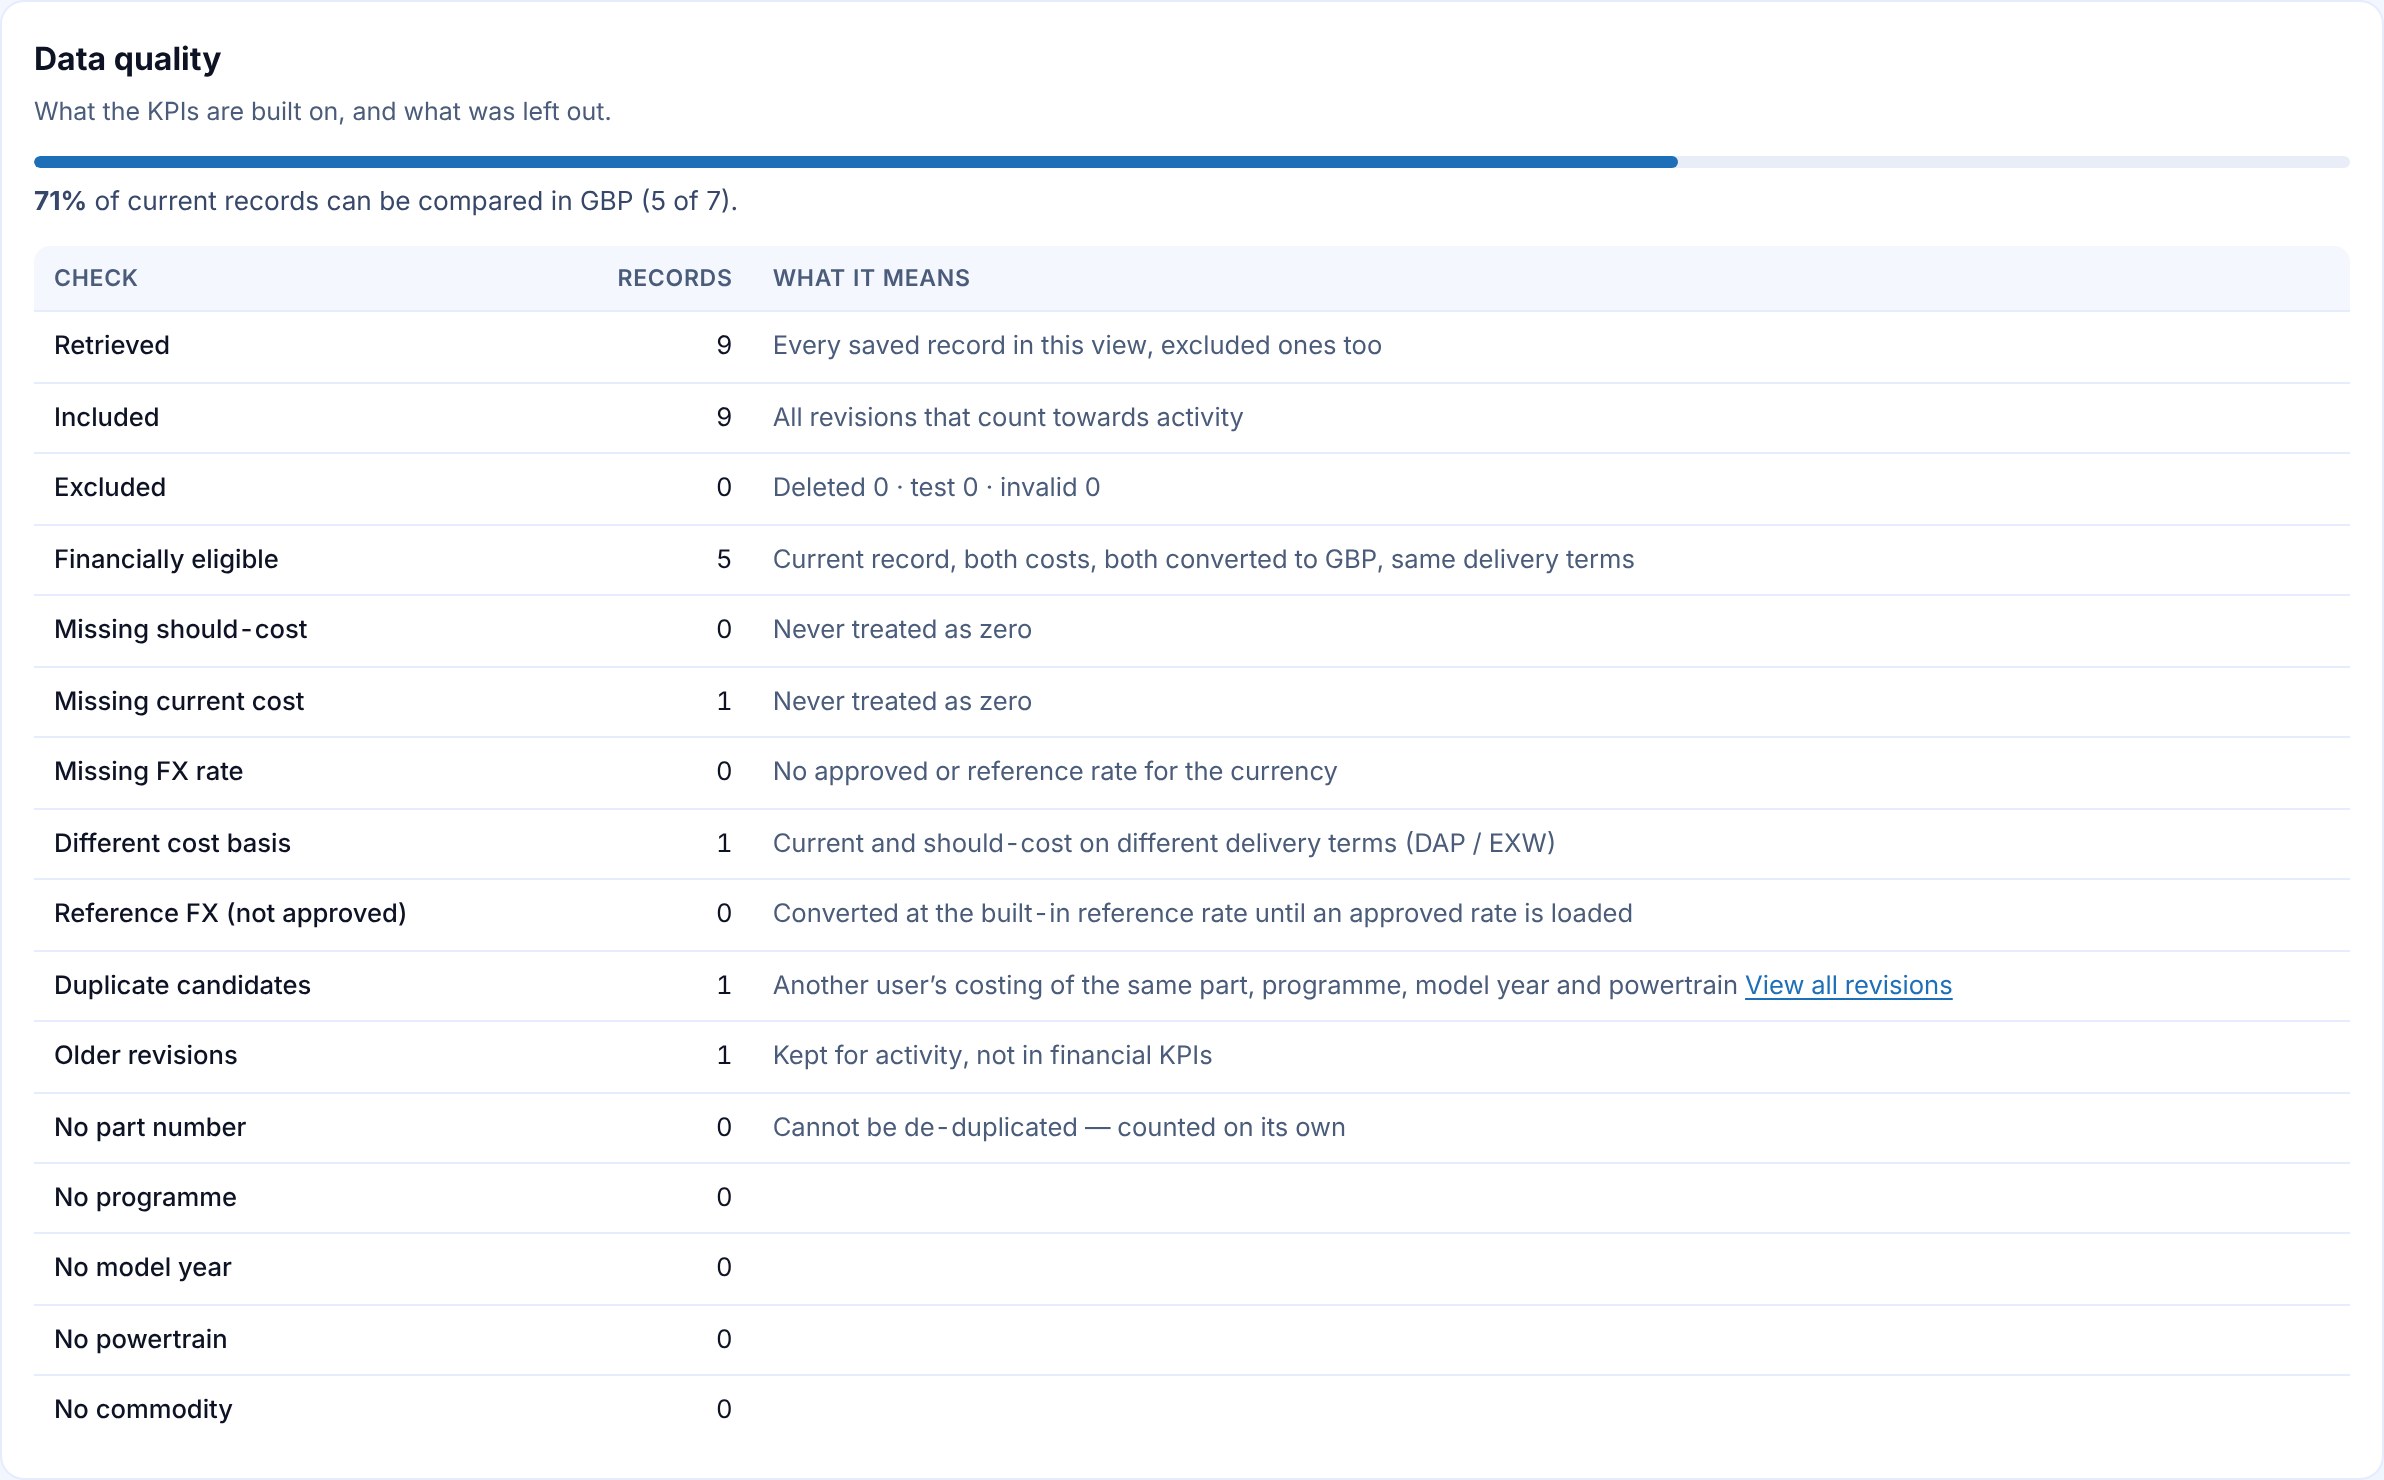 Data quality
What the KPIs are built on, and what was left out.
71% of current records can be compared in GBP (5 of 7).
CHECK RECORDS WHAT IT MEANS
Retrieved 9 Every saved record in this view, excluded ones too
Included 9 All revisions that count towards activity
Excluded 0 Deleted 0 · test 0 · invalid 0
Financially eligible 5 Current record, both costs, both converted to GBP, same delivery terms
Missing should-cost 0 Never treated as zero
Missing current cost 1 Never treated as zero
Missing FX rate 0 No approved or reference rate for the currency
Different cost basis 1 Current and should-cost on different delivery terms (DAP / EXW)
Reference FX (not approved) 0 Converted at the built-in reference rate until an approved rate is loaded
Duplicate candidates 1 Another user’s costing of the same part, programme, model year and powertrain View all revisions
Older revisions 1 Kept for activity, not in financial KPIs
No part number 0 Cannot be de-duplicated — counted on its own
No programme 0
No model year 0
No powertrain 0
No commodity 0